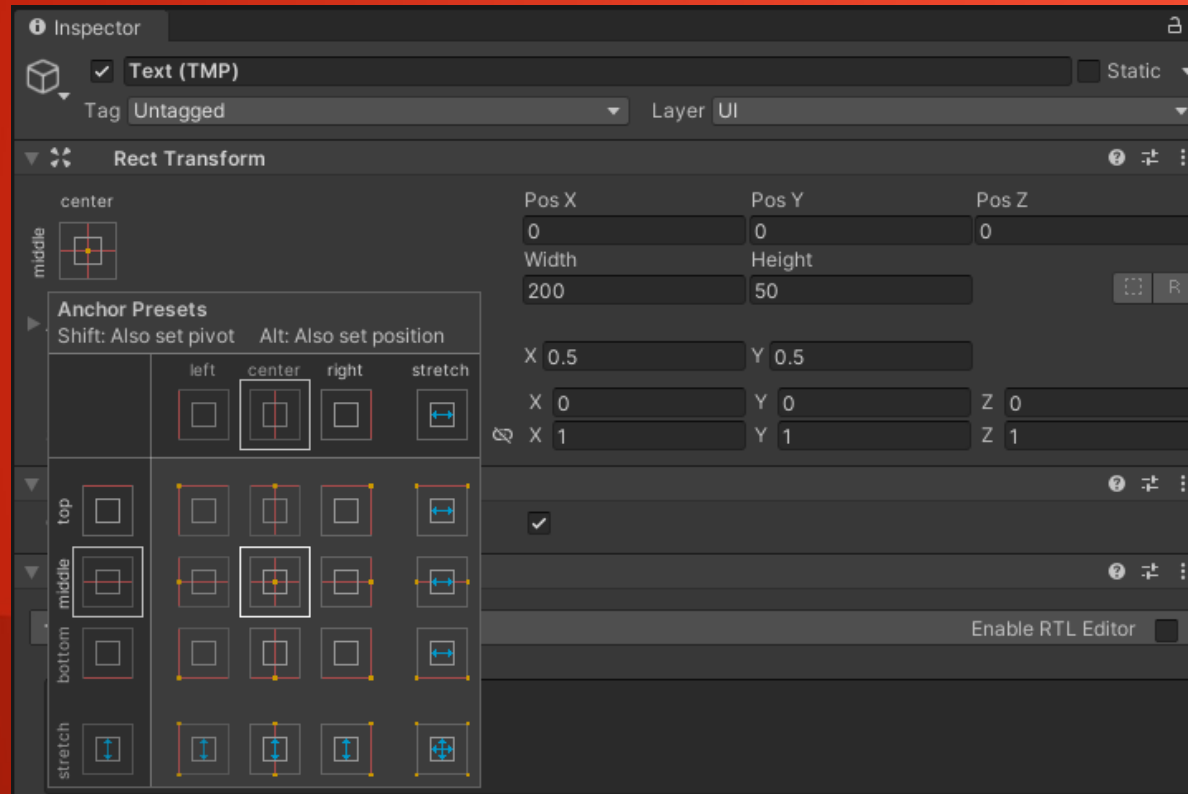 Inspector
Text (TMP)
Static
Tag Untagged Layer UI
Rect Transform
center
middle
Pos X Pos Y Pos Z
0 0 0
Width Height
200 50
R
Anchor Presets
Shift: Also set pivot Alt: Also set position
X 0.5 Y 0.5
left center right stretch
X 0 Y 0 Z 0
X 1 Y 1 Z 1
top
middle
bottom
Enable RTL Editor
stretch